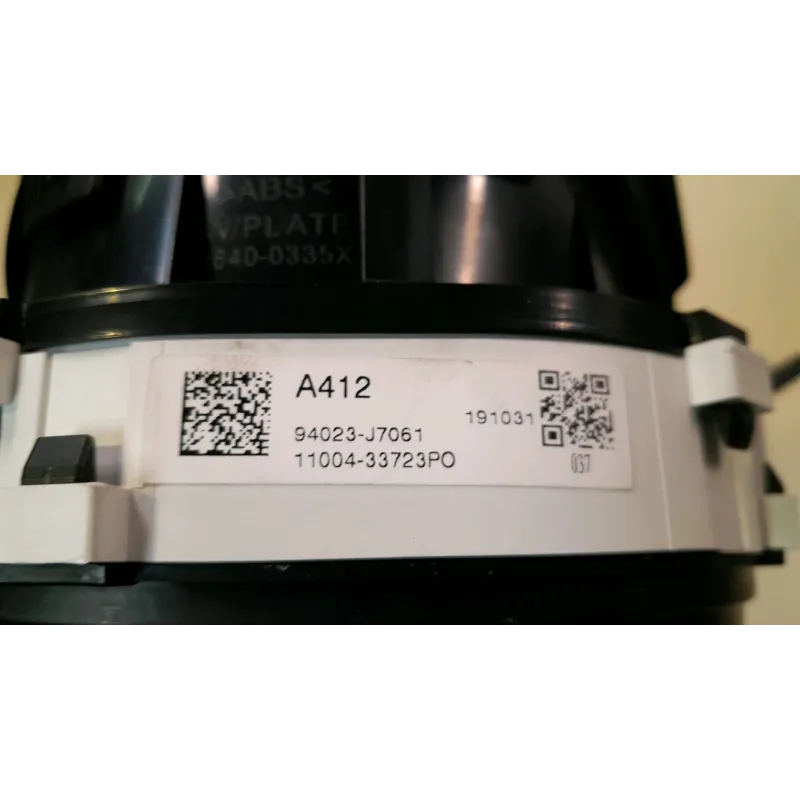 >ABS<
V/PLATE
840-0335X
A412
191031
94023-J7061
11004-33723PO
037